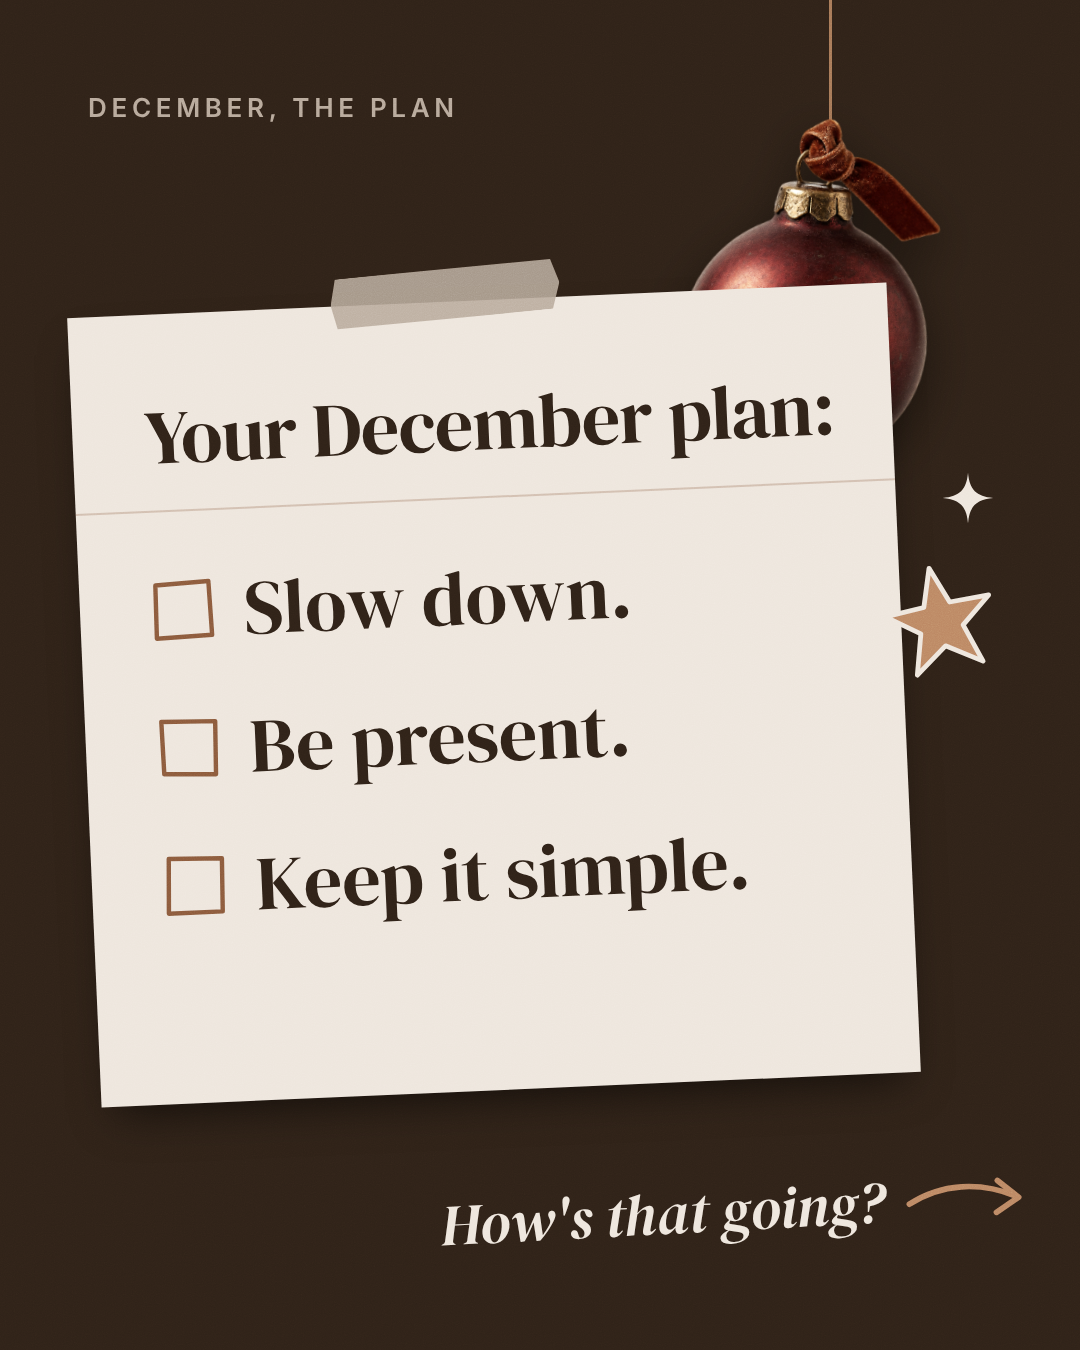 DECEMBER, THE PLAN
Your December plan:
Slow down.
Be present.
Keep it simple.
How's that going?